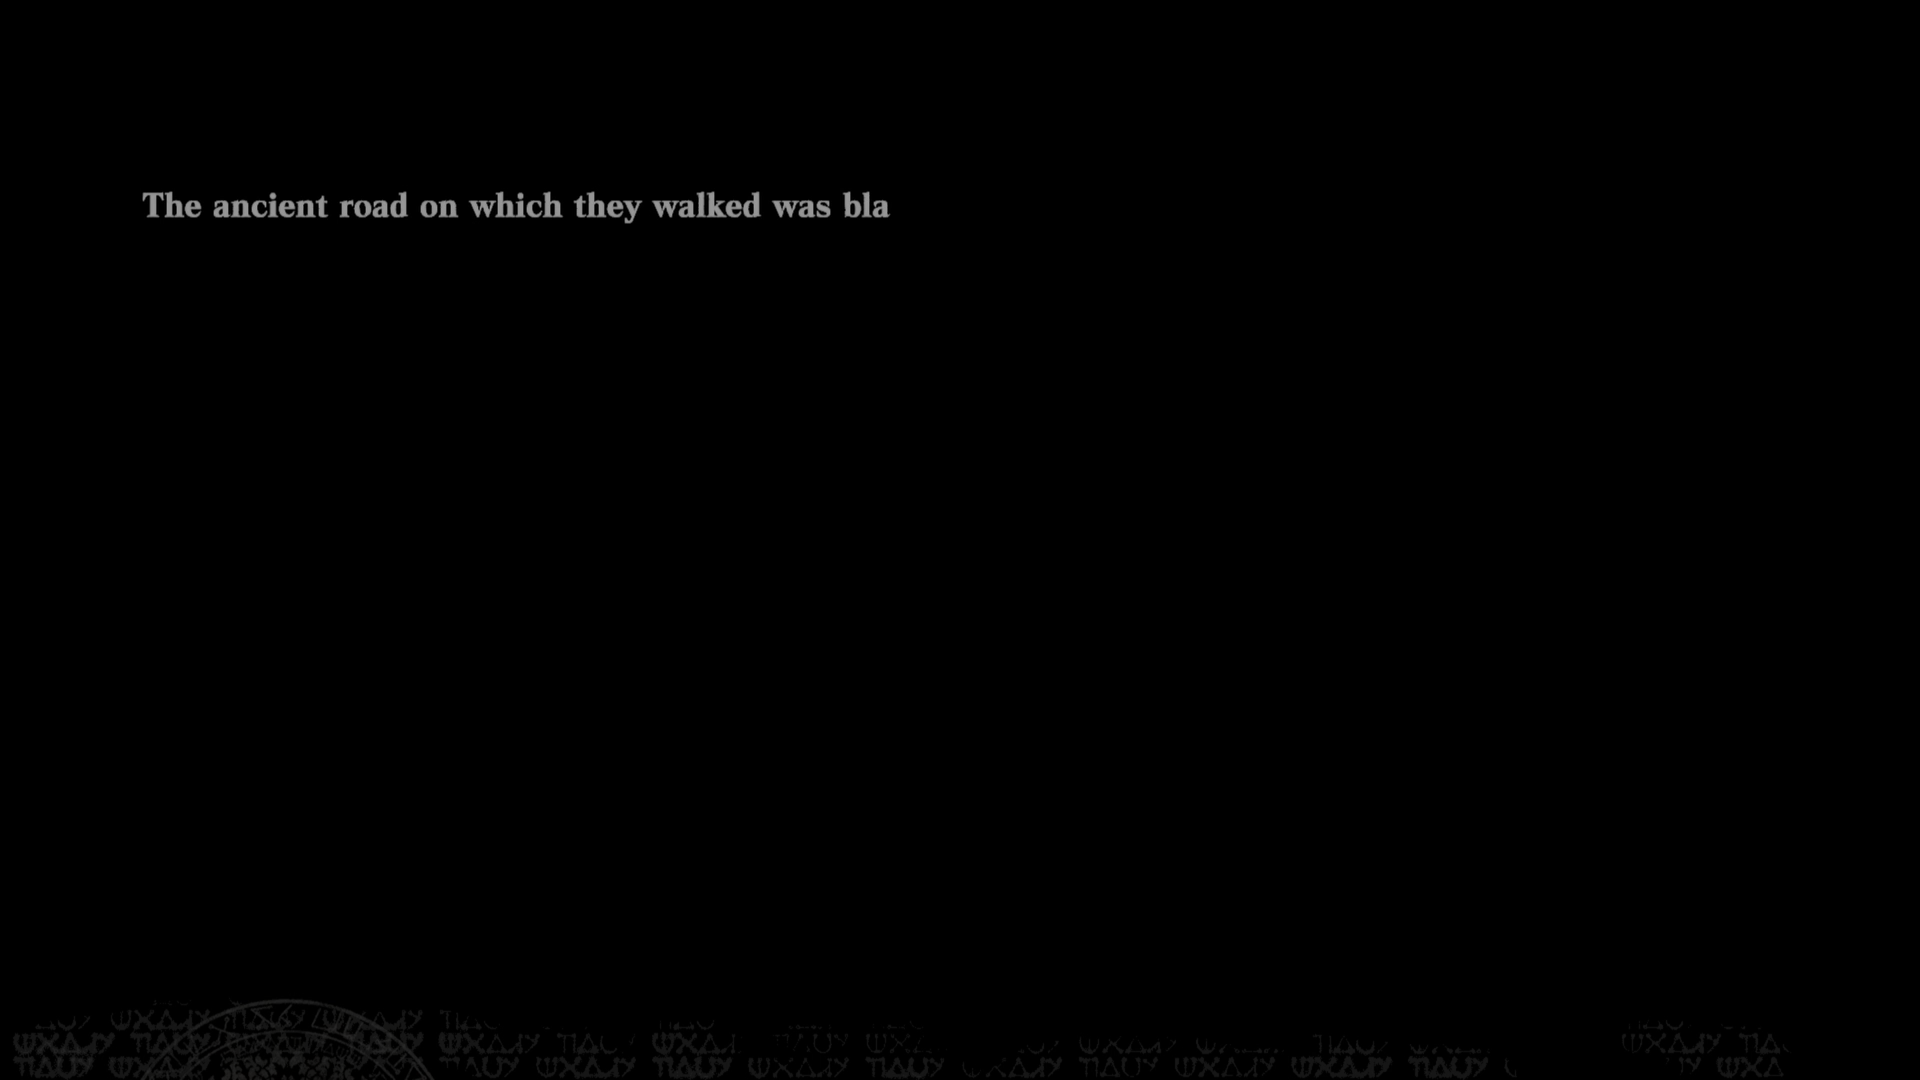 The ancient road on which they walked was bla